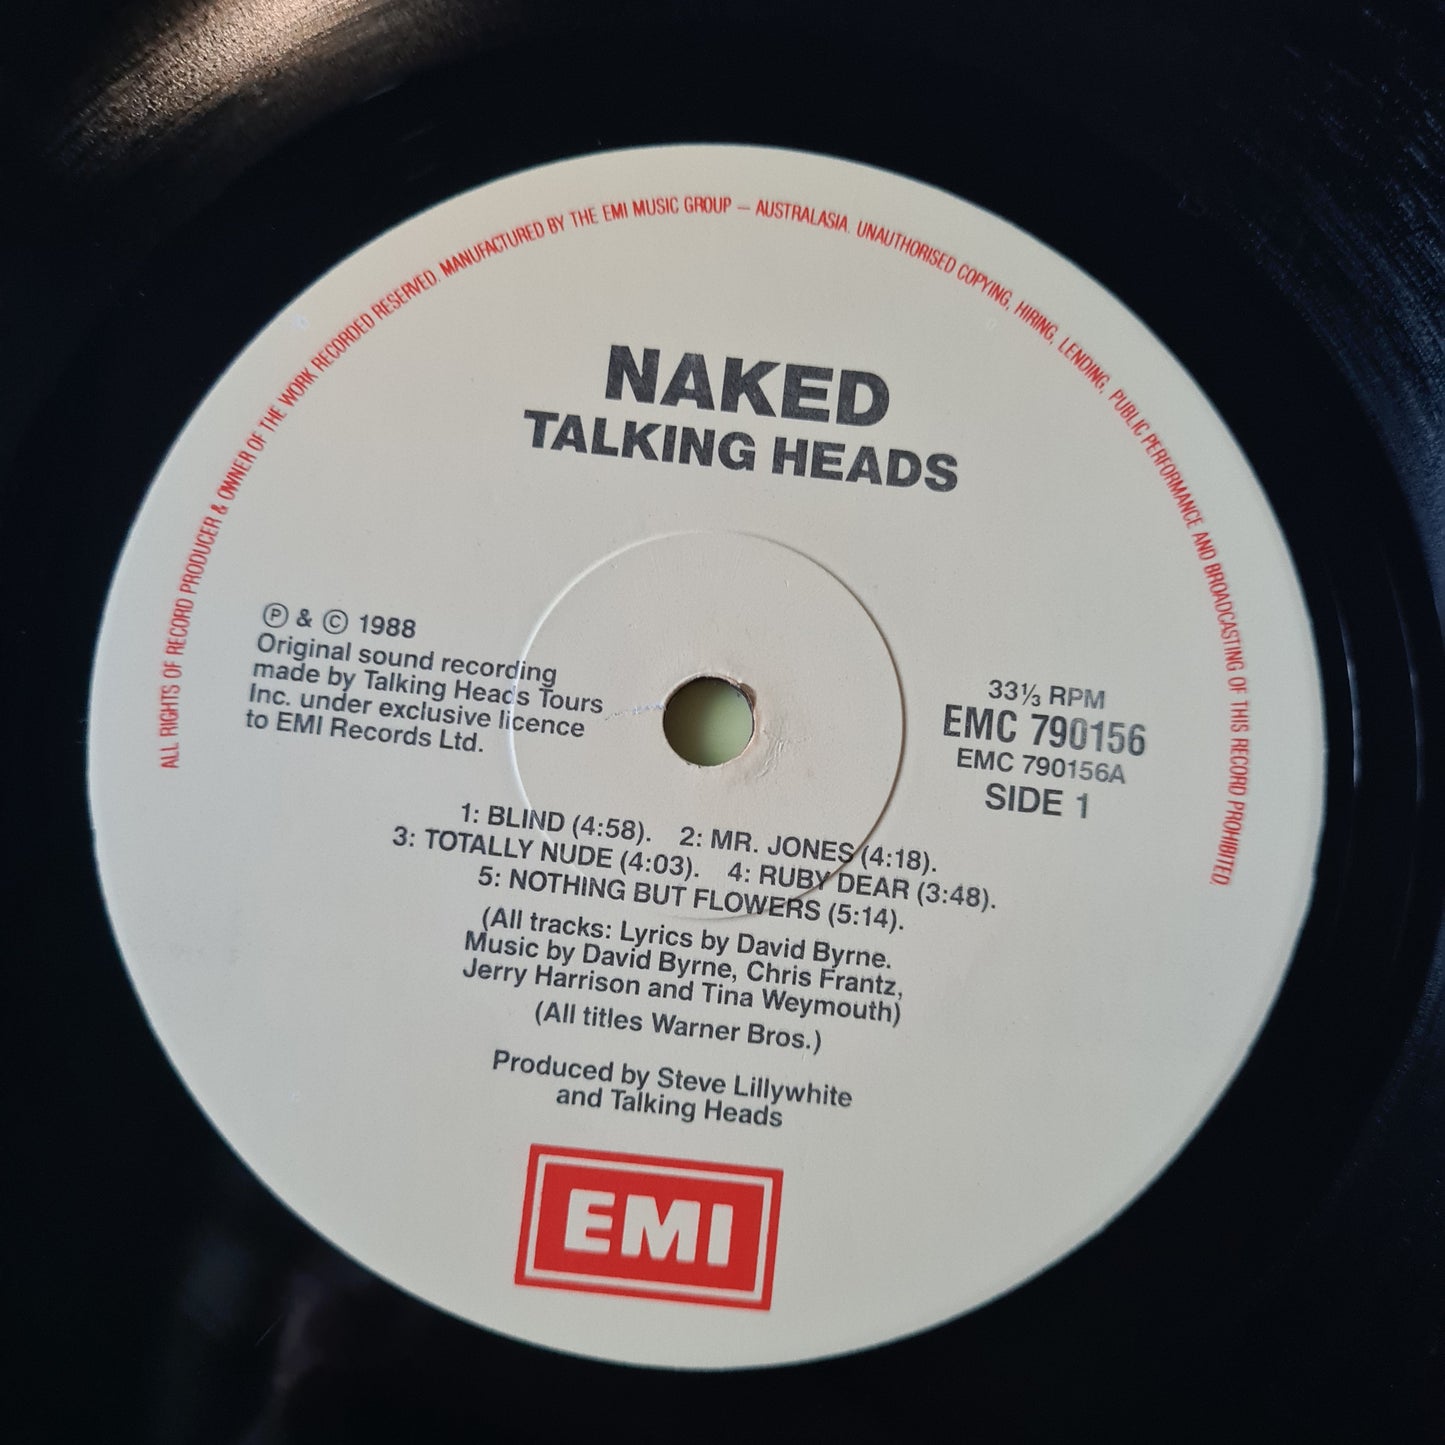 ALL RIGHTS OF RECORD PRODUCER & OWNER OF THE WORK RECORDED RESERVED. MANUFACTURED BY THE EMI MUSIC GROUP – AUSTRALASIA. UNAUTHORISED COPYING, HIRING, LENDING, PUBLIC PERFORMANCE AND BROADCASTING OF THIS RECORD PROHIBITED.
NAKED
TALKING HEADS
Ⓟ & © 1988
Original sound recording
made by Talking Heads Tours
Inc. under exclusive licence
to EMI Records Ltd.
33⅓ RPM
EMC 790156
EMC 790156A
SIDE 1
1: BLIND (4:58). 2: MR. JONES (4:18).
3: TOTALLY NUDE (4:03). 4: RUBY DEAR (3:48).
5: NOTHING BUT FLOWERS (5:14).
(All tracks: Lyrics by David Byrne.
Music by David Byrne, Chris Frantz,
Jerry Harrison and Tina Weymouth)
(All titles Warner Bros.)
Produced by Steve Lillywhite
and Talking Heads
EMI